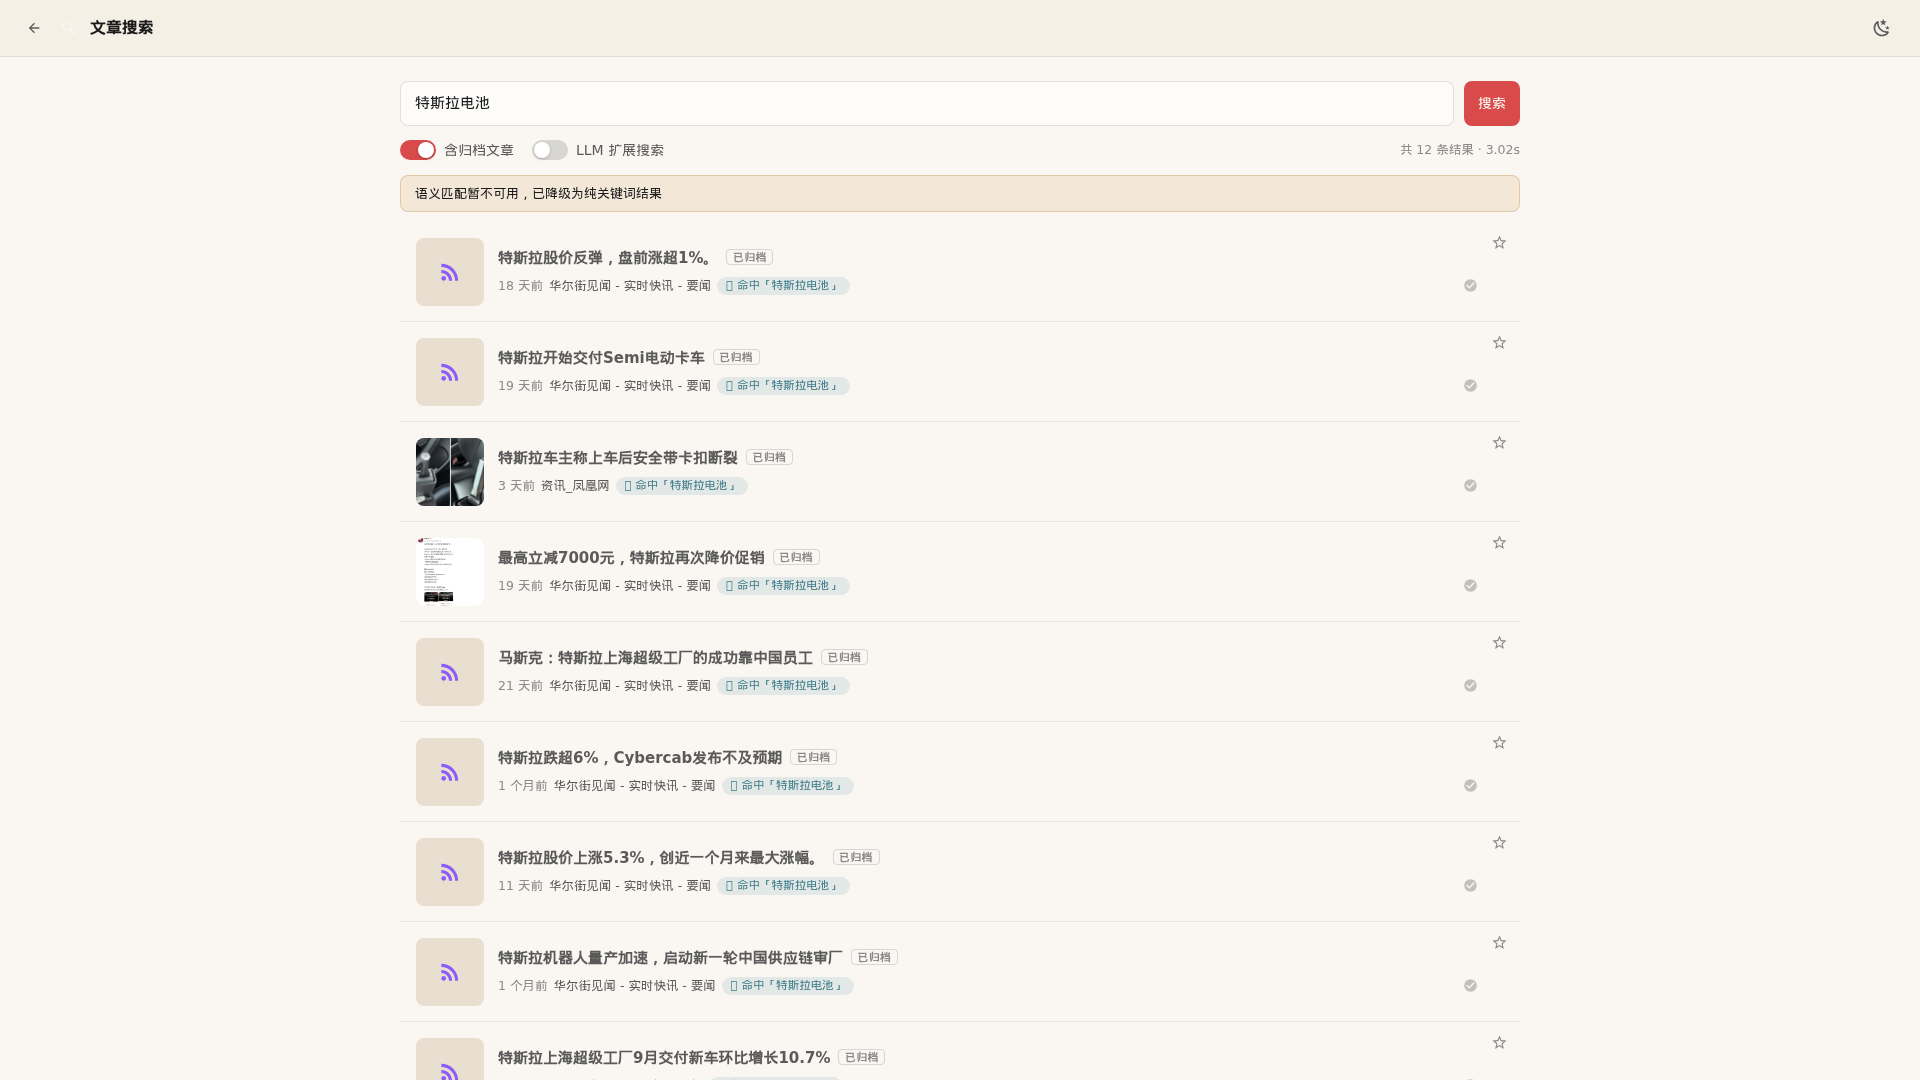 文章搜索
特斯拉电池
搜索
含归档文章 LLM 扩展搜索 共 12 条结果 · 3.02s
语义匹配暂不可用，已降级为纯关键词结果
特斯拉股价反弹，盘前涨超1%。 已归档
18 天前 华尔街见闻 - 实时快讯 - 要闻 命中「特斯拉电池」
特斯拉开始交付Semi电动卡车 已归档
19 天前 华尔街见闻 - 实时快讯 - 要闻 命中「特斯拉电池」
特斯拉车主称上车后安全带卡扣断裂 已归档
3 天前 资讯_凤凰网 命中「特斯拉电池」
最高立减7000元，特斯拉再次降价促销 已归档
19 天前 华尔街见闻 - 实时快讯 - 要闻 命中「特斯拉电池」
马斯克：特斯拉上海超级工厂的成功靠中国员工 已归档
21 天前 华尔街见闻 - 实时快讯 - 要闻 命中「特斯拉电池」
特斯拉跌超6%，Cybercab发布不及预期 已归档
1 个月前 华尔街见闻 - 实时快讯 - 要闻 命中「特斯拉电池」
特斯拉股价上涨5.3%，创近一个月来最大涨幅。 已归档
11 天前 华尔街见闻 - 实时快讯 - 要闻 命中「特斯拉电池」
特斯拉机器人量产加速，启动新一轮中国供应链审厂 已归档
1 个月前 华尔街见闻 - 实时快讯 - 要闻 命中「特斯拉电池」
特斯拉上海超级工厂9月交付新车环比增长10.7% 已归档